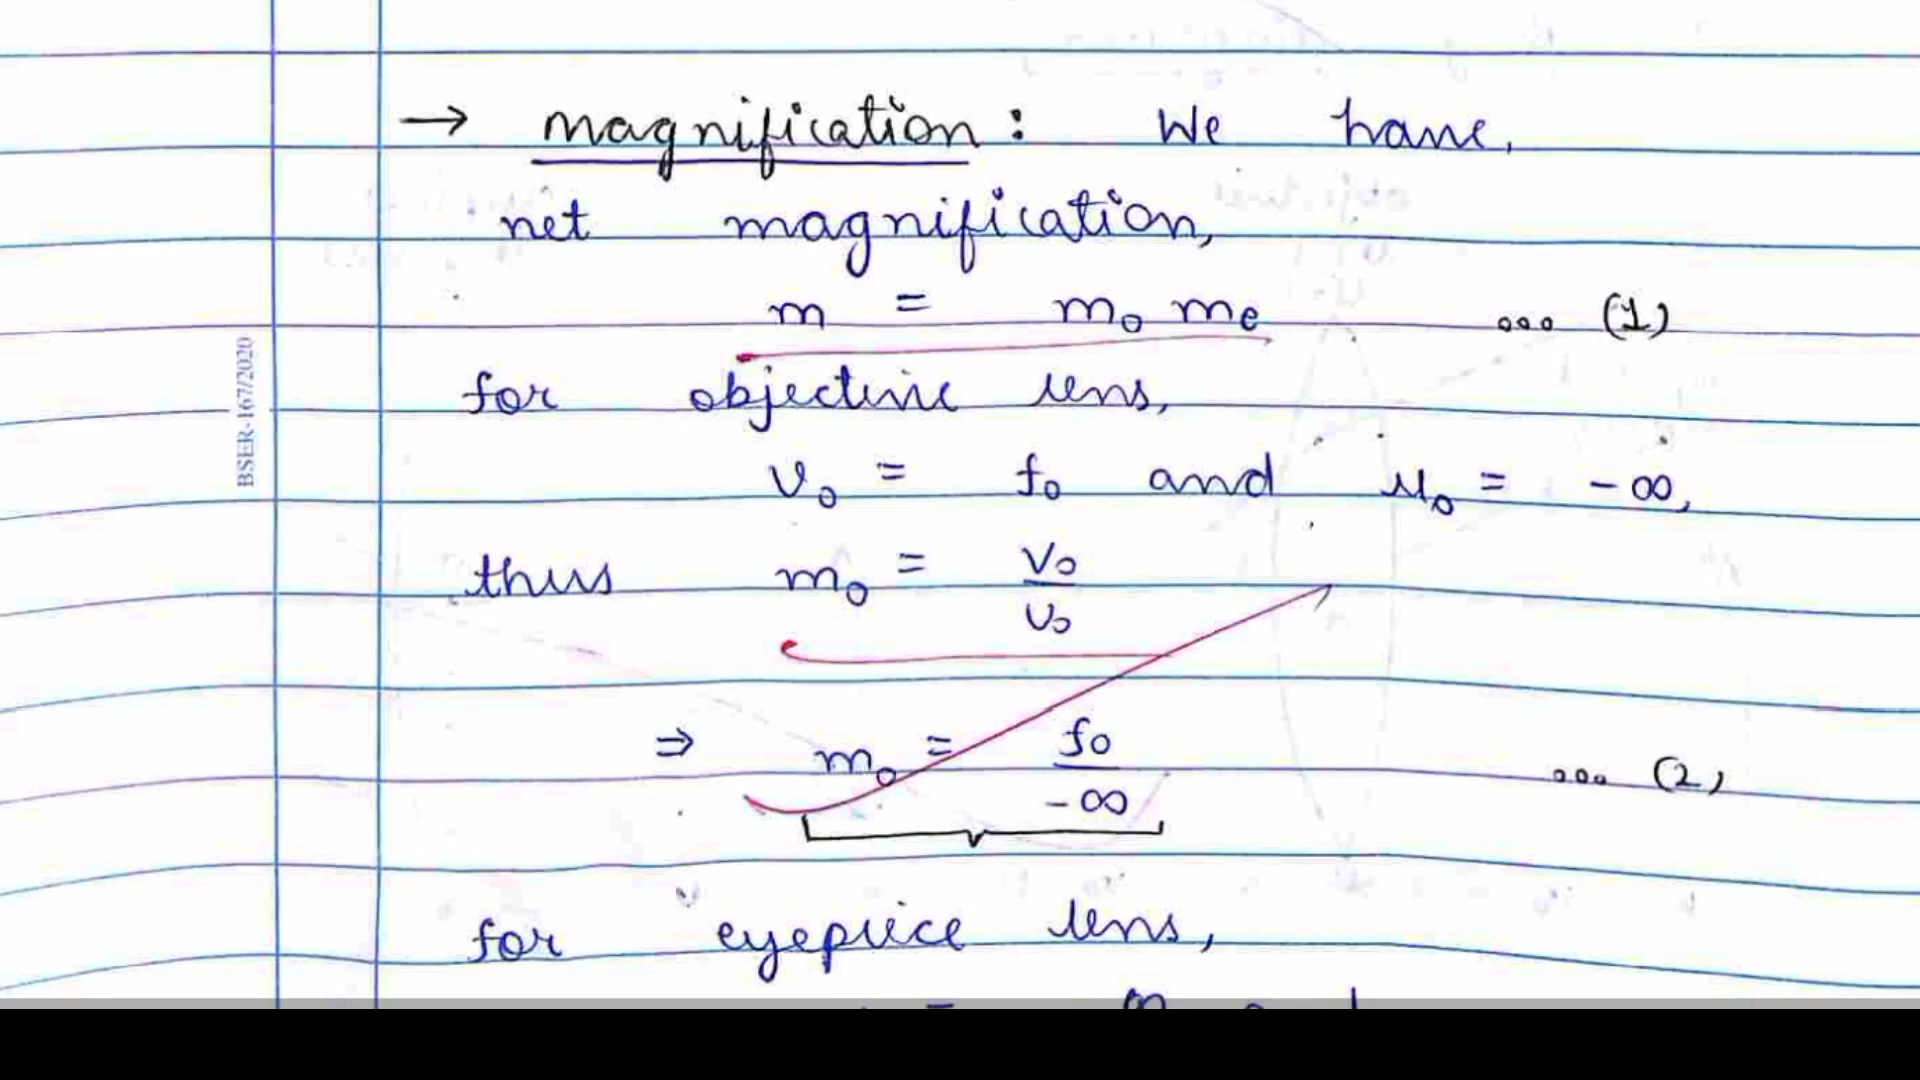 → magnification : We have,
net magnification,
m = m₀ mₑ ... (1)
for objective lens,
v₀ = f₀ and u₀ = -∞,
thus m₀ = v₀/u₀
⇒ m₀ = f₀/-∞ ... (2)
for eyepiece lens,
BSER-167/2020